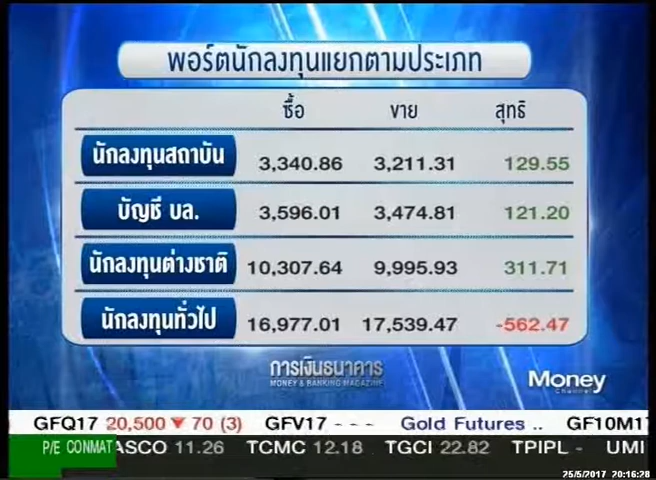 พอร์ตนักลงทุนแยกตามประเภท
ซื้อ ขาย สุทธิ
นักลงทุนสถาบัน 3,340.86 3,211.31 129.55
บัญชี บล. 3,596.01 3,474.81 121.20
นักลงทุนต่างชาติ 10,307.64 9,995.93 311.71
นักลงทุนทั่วไป 16,977.01 17,539.47 -562.47
การเงินธนาคาร
MONEY & BANKING MAGAZINE
Money
Channel
GFQ17 20,500 ▼ 70 (3) GFV17 - - - Gold Futures .. GF10M1
P/E CONMAT ASCO 11.26 TCMC 12.18 TGCI 22.82 TPIPL - UMI
25/5/2017 20:16:28